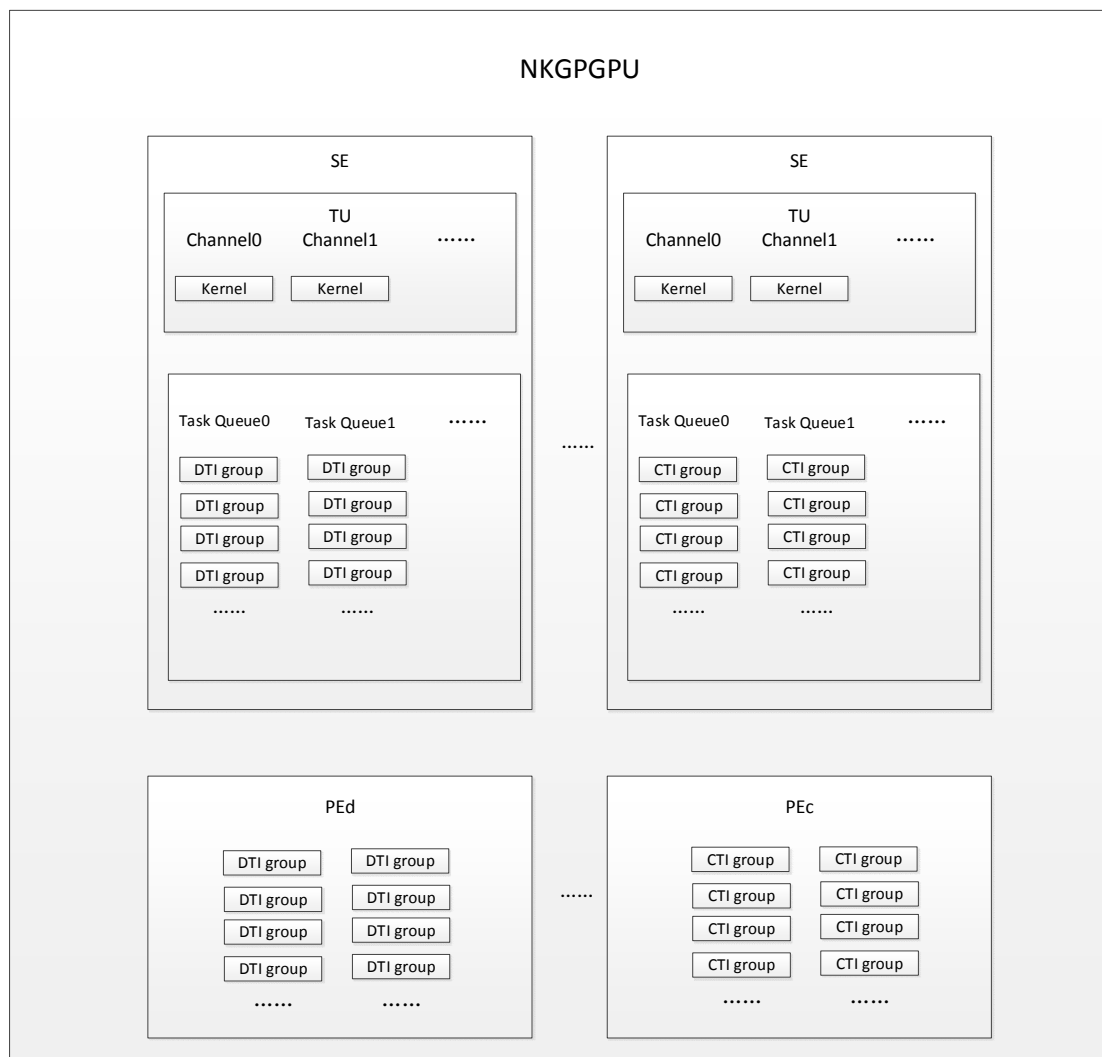 NKGPGPU
SE
TU
Channel0 Channel1 ……
Kernel Kernel
Task Queue0 Task Queue1 ……
DTI group DTI group
DTI group DTI group
DTI group DTI group
DTI group DTI group
…… ……
……
SE
TU
Channel0 Channel1 ……
Kernel Kernel
Task Queue0 Task Queue1 ……
CTI group CTI group
CTI group CTI group
CTI group CTI group
CTI group CTI group
…… ……
PEd
DTI group DTI group
DTI group DTI group
DTI group DTI group
DTI group DTI group
…… ……
……
PEc
CTI group CTI group
CTI group CTI group
CTI group CTI group
CTI group CTI group
…… ……